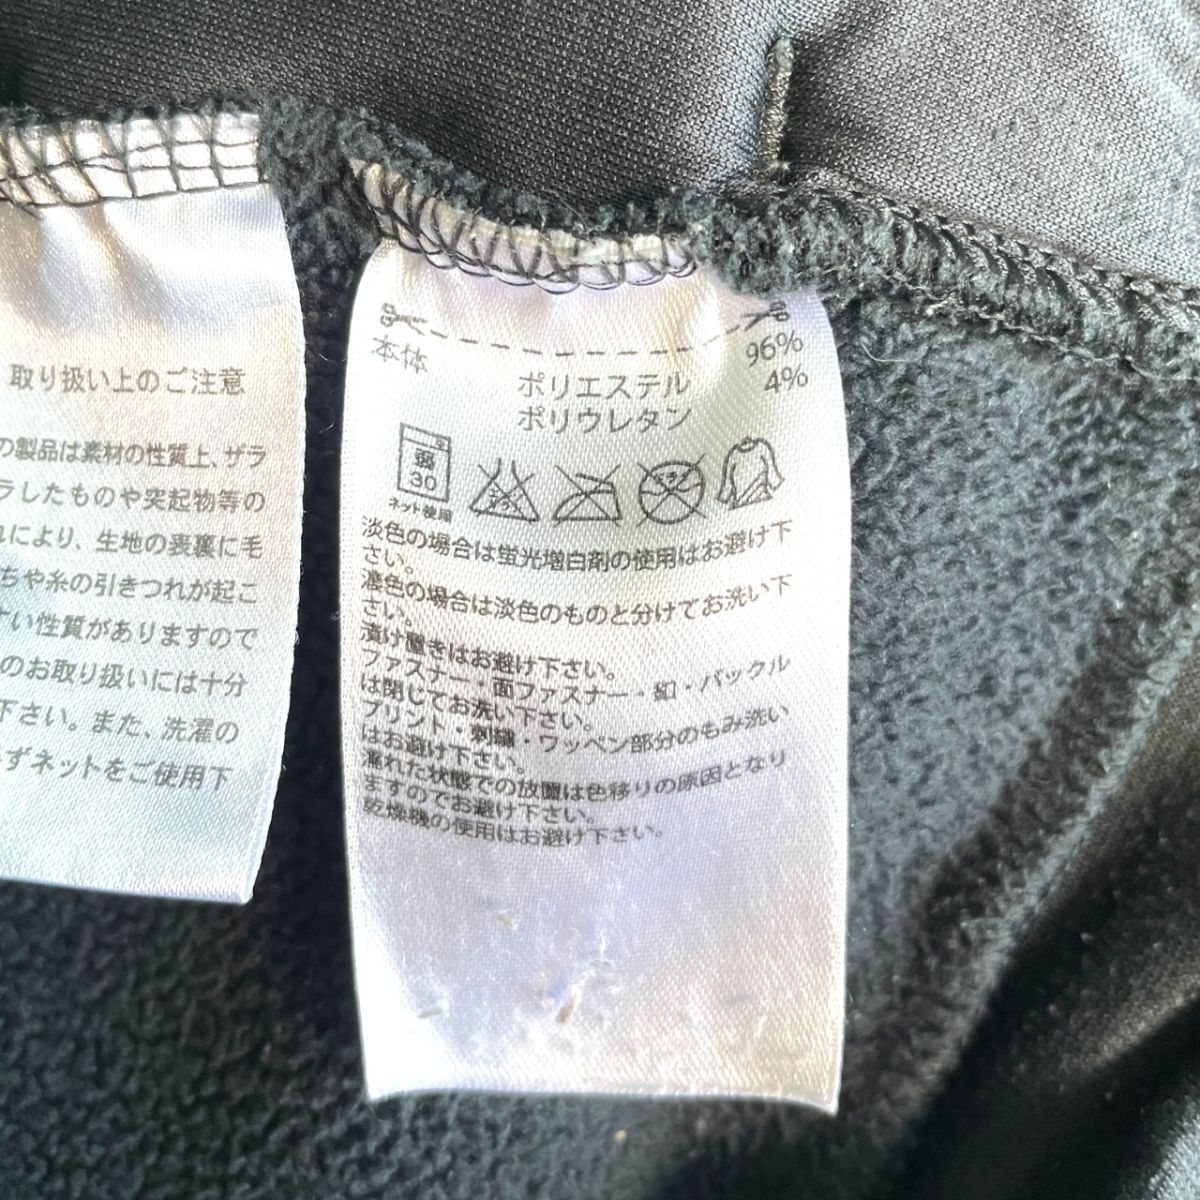 取り扱い上のご注意
の製品は素材の性質上、ザラ
ラしたものや突起物等の
れにより、生地の表裏に毛
ちや糸の引きつれが起こ
すい性質がありますので
のお取り扱いには十分
下さい。また、洗濯の
ずネットをご使用下
本体 ポリエステル 96%
ポリウレタン 4%
弱
30
ネット使用
エンソ
淡色の場合は蛍光増白剤の使用はお避け下
さい。
濃色の場合は淡色のものと分けてお洗い下
さい。
漬け置きはお避け下さい。
ファスナー・面ファスナー・釦・バックル
は閉じてお洗い下さい。
プリント・刺繍・ワッペン部分のもみ洗い
はお避け下さい。
濡れた状態での放置は色移りの原因となり
ますのでお避け下さい。
乾燥機の使用はお避け下さい。